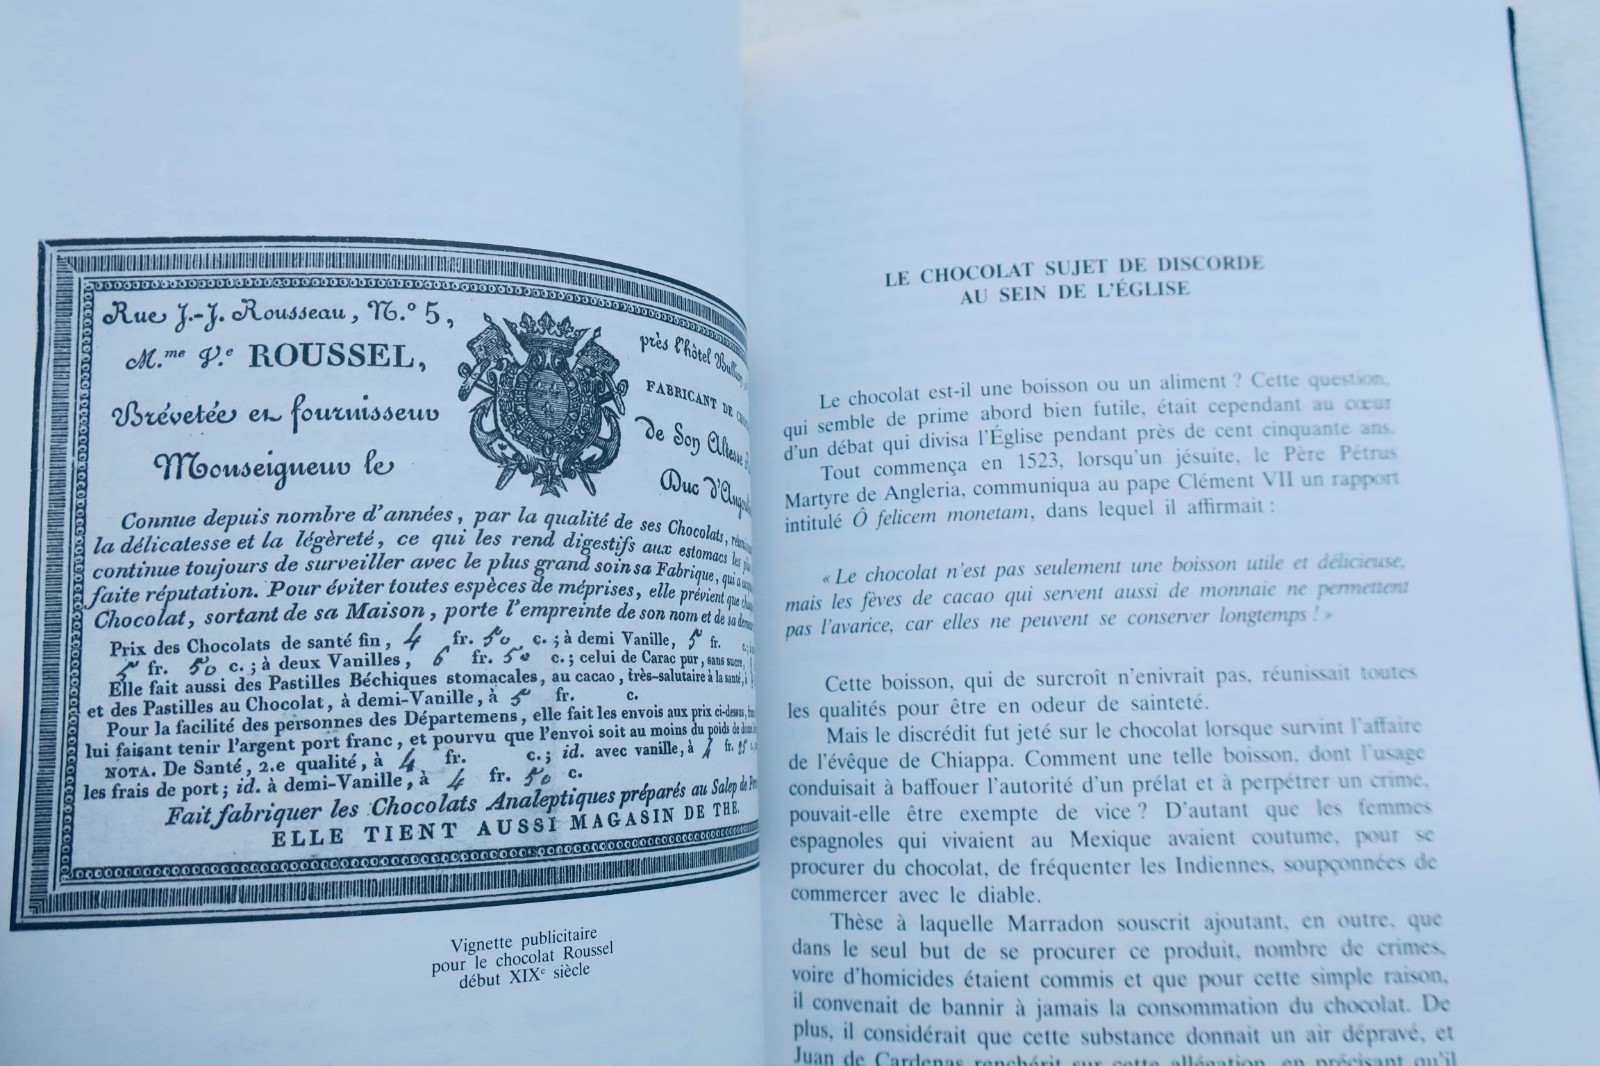 Rue J.-J. Rousseau, N.º 5,
M.me V.e ROUSSEL,
près l'hôtel Bullion,
FABRICANT DE
Brévetée en fournisseur
de Son Altesse
Monseigneur le
Duc d'Angou
Connue depuis nombre d'années, par la qualité de ses Chocolats,
la délicatesse et la légèreté, ce qui les rend digestifs aux estomacs les
continue toujours de surveiller avec le plus grand soin sa Fabrique, qui a
faite réputation. Pour éviter toutes espèces de méprises, elle prévient que
Chocolat, sortant de sa Maison, porte l'empreinte de son nom et de sa
Prix des Chocolats de santé fin, 4 fr. 50 c.; à demi Vanille, 5 fr.
5 fr. 50 c.; à deux Vanilles, 6 fr. 50 c.; celui de Carac pur, sans sucre,
Elle fait aussi des Pastilles Béchiques stomacales, au cacao, très-salutaire à la santé, à
et des Pastilles au Chocolat, à demi-Vanille, à 5 fr. c.
Pour la facilité des personnes des Départemens, elle fait les envois aux prix ci-dessus,
lui faisant tenir l'argent port franc, et pourvu que l'envoi soit au moins du poids de
NOTA. De Santé, 2.e qualité, à 4 fr. c.; id. avec vanille, à 4 fr. 25
les frais de port; id. à demi-Vanille, à 4 fr. 50 c.
Fait fabriquer les Chocolats Analeptiques préparés au Salep de
ELLE TIENT AUSSI MAGASIN DE THE.
Vignette publicitaire
pour le chocolat Roussel
début XIXe siècle
LE CHOCOLAT SUJET DE DISCORDE
AU SEIN DE L'ÉGLISE
Le chocolat est-il une boisson ou un aliment ? Cette question,
qui semble de prime abord bien futile, était cependant au cœur
d'un débat qui divisa l'Église pendant près de cent cinquante ans.
Tout commença en 1523, lorsqu'un jésuite, le Père Pétrus
Martyre de Angleria, communiqua au pape Clément VII un rapport
intitulé Ô felicem monetam, dans lequel il affirmait :
« Le chocolat n'est pas seulement une boisson utile et délicieuse,
mais les fèves de cacao qui servent aussi de monnaie ne permettent
pas l'avarice, car elles ne peuvent se conserver longtemps ! »
Cette boisson, qui de surcroît n'enivrait pas, réunissait toutes
les qualités pour être en odeur de sainteté.
Mais le discrédit fut jeté sur le chocolat lorsque survint l'affaire
de l'évêque de Chiappa. Comment une telle boisson, dont l'usage
conduisait à baffouer l'autorité d'un prélat et à perpétrer un crime,
pouvait-elle être exempte de vice ? D'autant que les femmes
espagnoles qui vivaient au Mexique avaient coutume, pour se
procurer du chocolat, de fréquenter les Indiennes, soupçonnées de
commercer avec le diable.
Thèse à laquelle Marradon souscrit ajoutant, en outre, que
dans le seul but de se procurer ce produit, nombre de crimes,
voire d'homicides étaient commis et que pour cette simple raison,
il convenait de bannir à jamais la consommation du chocolat. De
plus, il considérait que cette substance donnait un air dépravé, et
Juan de Cardenas renchérit sur cette allégation, en précisant qu'il